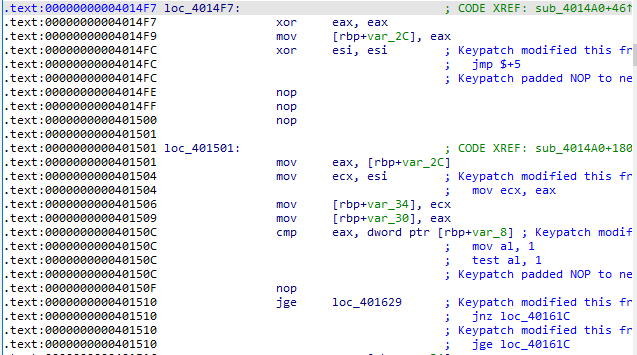 .text:00000000004014F7 loc_4014F7: ; CODE XREF: sub_4014A0+46↑
.text:00000000004014F7 xor eax, eax
.text:00000000004014F9 mov [rbp+var_2C], eax
.text:00000000004014FC xor esi, esi ; Keypatch modified this fr
.text:00000000004014FC ; jmp $+5
.text:00000000004014FC ; Keypatch padded NOP to ne
.text:00000000004014FE nop
.text:00000000004014FF nop
.text:0000000000401500 nop
.text:0000000000401501
.text:0000000000401501 loc_401501: ; CODE XREF: sub_4014A0+180
.text:0000000000401501 mov eax, [rbp+var_2C]
.text:0000000000401504 mov ecx, esi ; Keypatch modified this fr
.text:0000000000401504 ; mov ecx, eax
.text:0000000000401506 mov [rbp+var_34], ecx
.text:0000000000401509 mov [rbp+var_30], eax
.text:000000000040150C cmp eax, dword ptr [rbp+var_8] ; Keypatch modif
.text:000000000040150C ; mov al, 1
.text:000000000040150C ; test al, 1
.text:000000000040150C ; Keypatch padded NOP to ne
.text:000000000040150F nop
.text:0000000000401510 jge loc_401629 ; Keypatch modified this fr
.text:0000000000401510 ; jnz loc_40161C
.text:0000000000401510 ; Keypatch modified this fr
.text:0000000000401510 ; jge loc_40161C